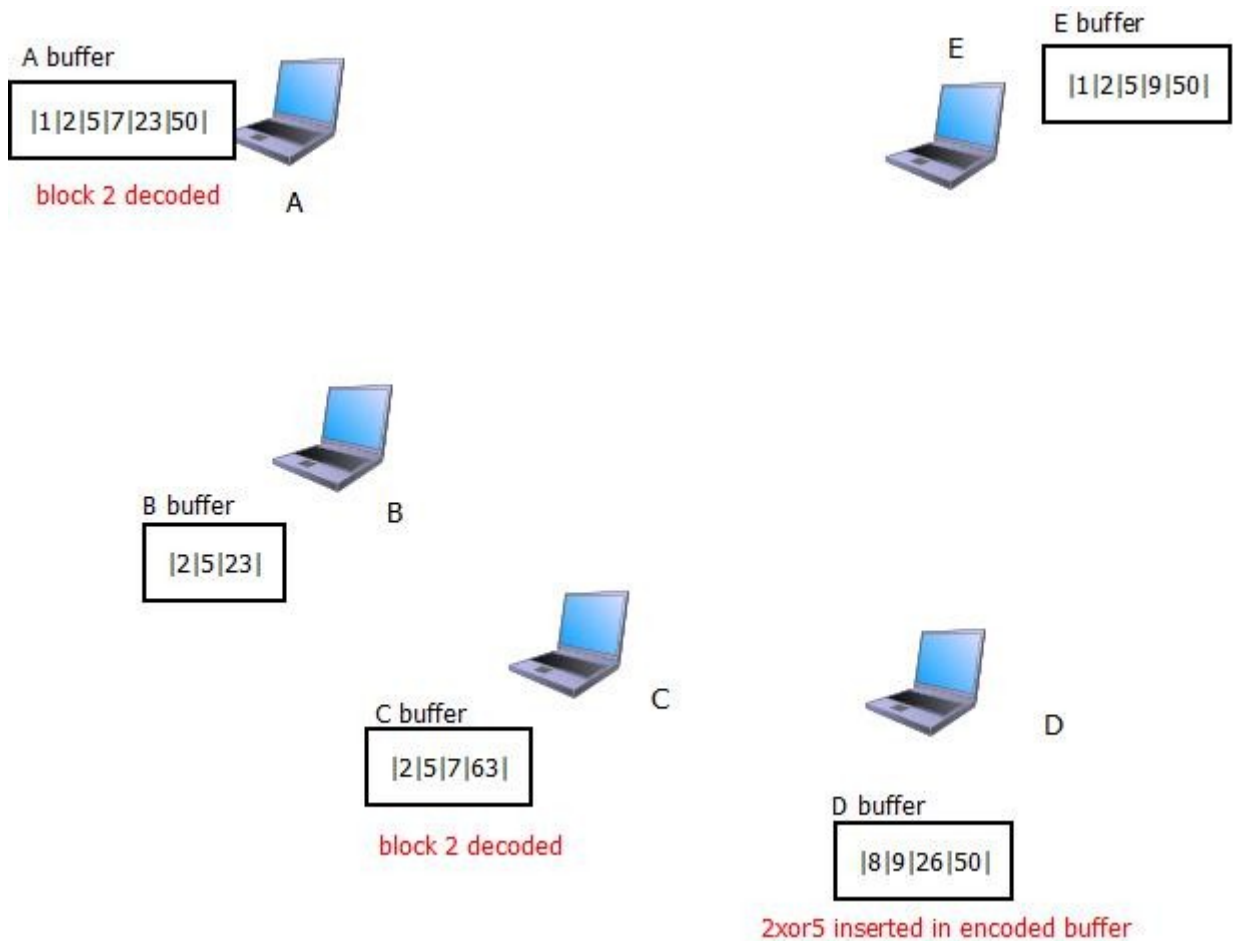 A buffer
|1|2|5|7|23|50|
block 2 decoded
A
E
E buffer
|1|2|5|9|50|
B
B buffer
|2|5|23|
C
C buffer
|2|5|7|63|
block 2 decoded
D
D buffer
|8|9|26|50|
2xor5 inserted in encoded buffer